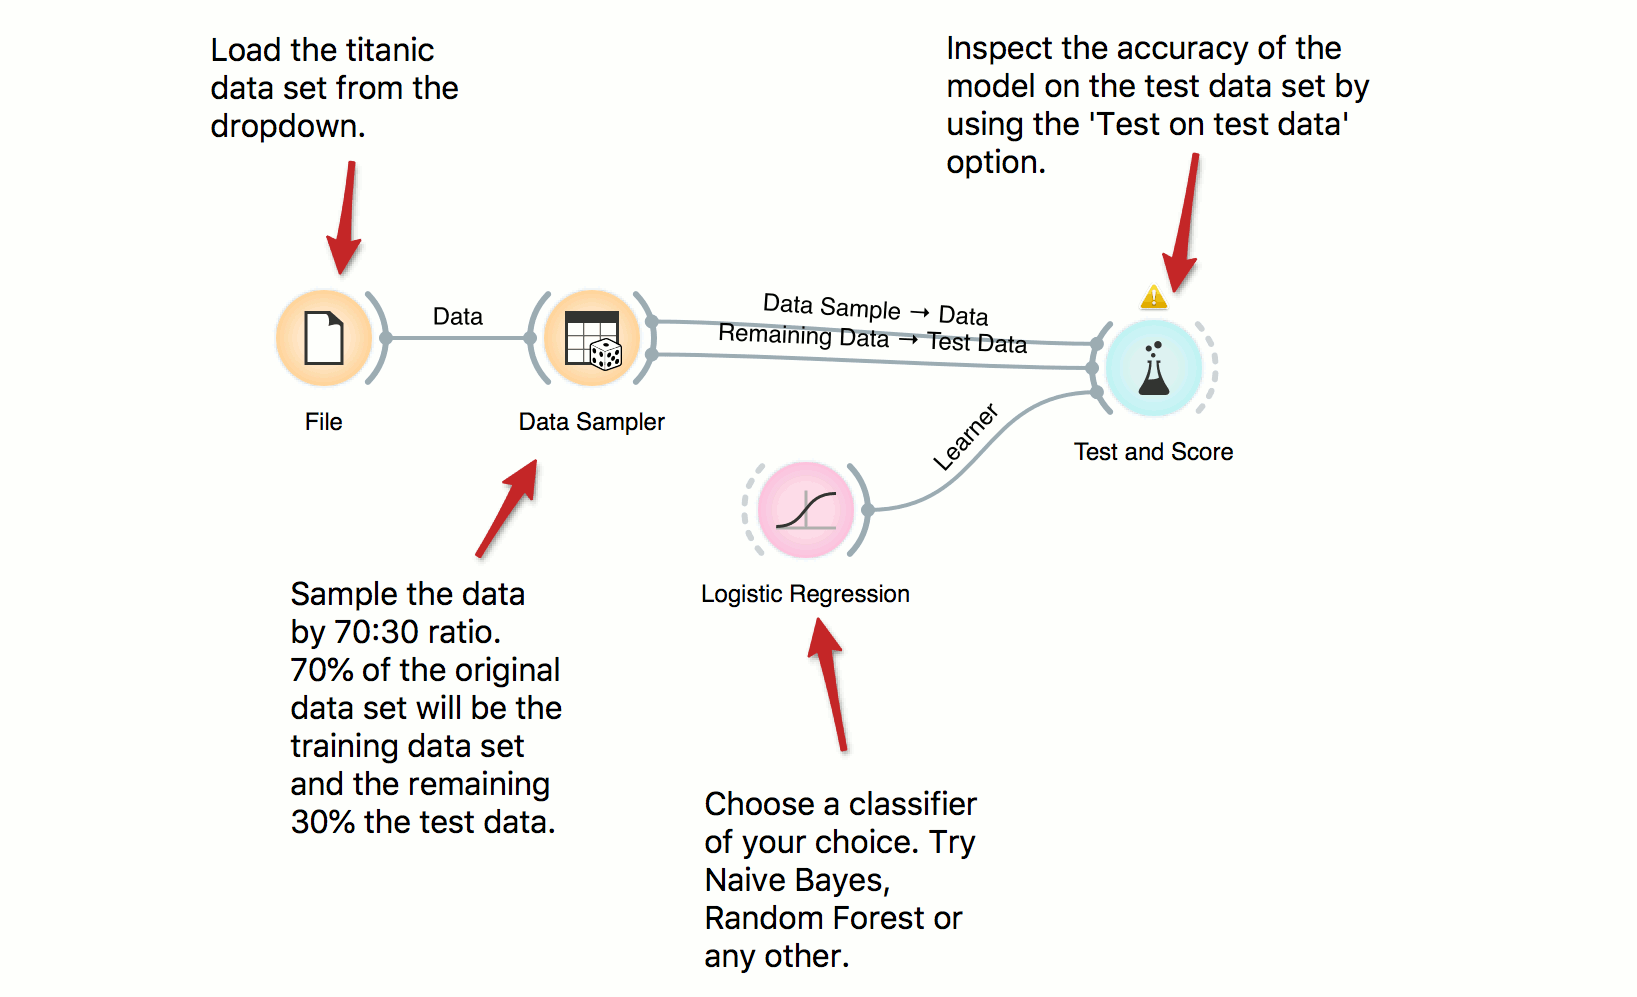 Load the titanic
data set from the
dropdown.
Inspect the accuracy of the
model on the test data set by
using the 'Test on test data'
option.
Data
Data Sample → Data
Remaining Data → Test Data
File
Data Sampler
Learner
Test and Score
Logistic Regression
Sample the data
by 70:30 ratio.
70% of the original
data set will be the
training data set
and the remaining
30% the test data.
Choose a classifier
of your choice. Try
Naive Bayes,
Random Forest or
any other.